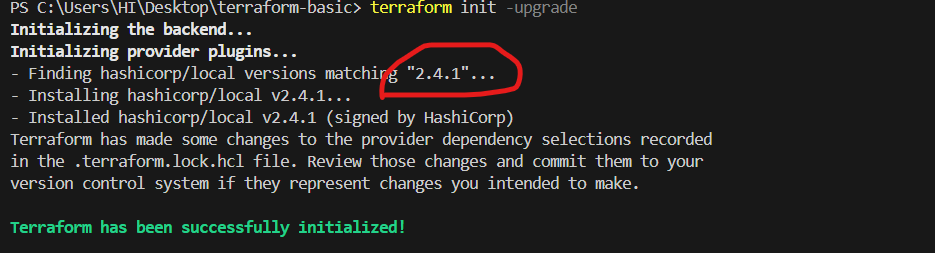 PS C:\Users\HI\Desktop\terraform-basic> terraform init -upgrade
Initializing the backend...
Initializing provider plugins...
- Finding hashicorp/local versions matching "2.4.1"...
- Installing hashicorp/local v2.4.1...
- Installed hashicorp/local v2.4.1 (signed by HashiCorp)
Terraform has made some changes to the provider dependency selections recorded
in the .terraform.lock.hcl file. Review those changes and commit them to your
version control system if they represent changes you intended to make.
Terraform has been successfully initialized!